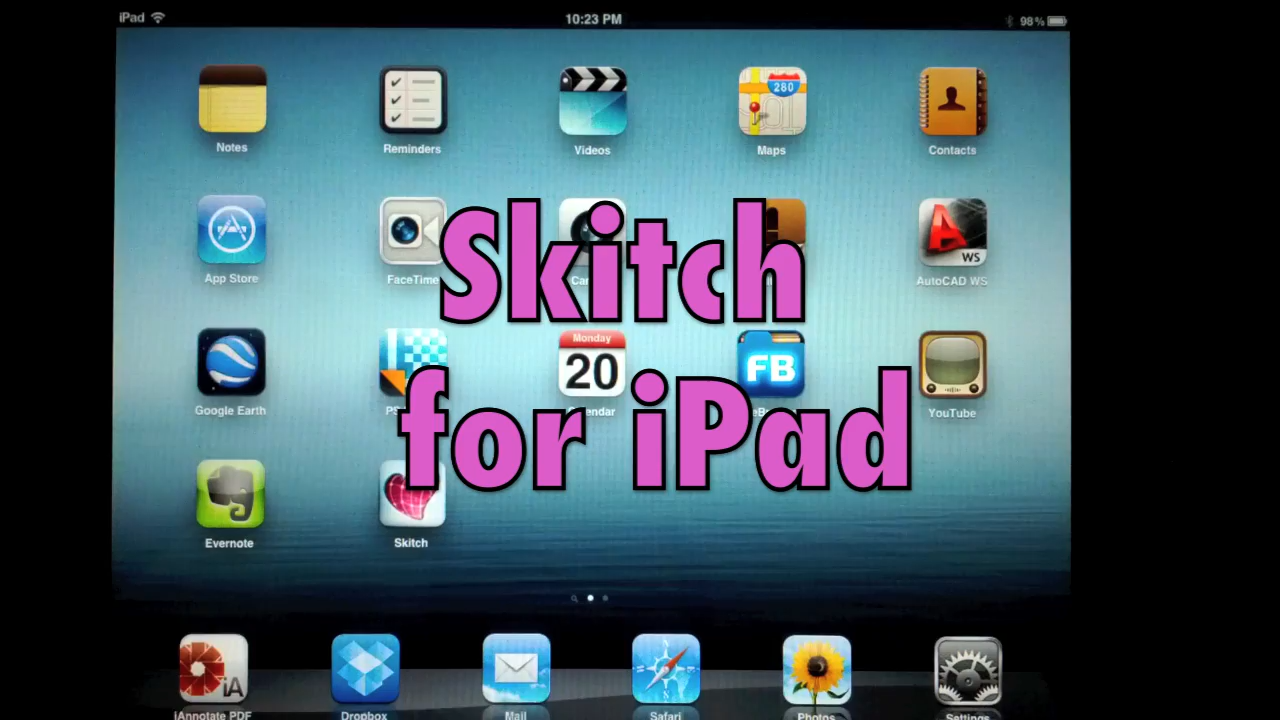 iPad
10:23 PM
98%
Notes
Reminders
Videos
280
Maps
Contacts
App Store
FaceTime
WS
AutoCAD WS
Skitch
Google Earth
Monday
20
FB
YouTube
for iPad
Evernote
Skitch
iA
iAnnotate PDF
Dropbox
Mail
Safari
Photos
Settings